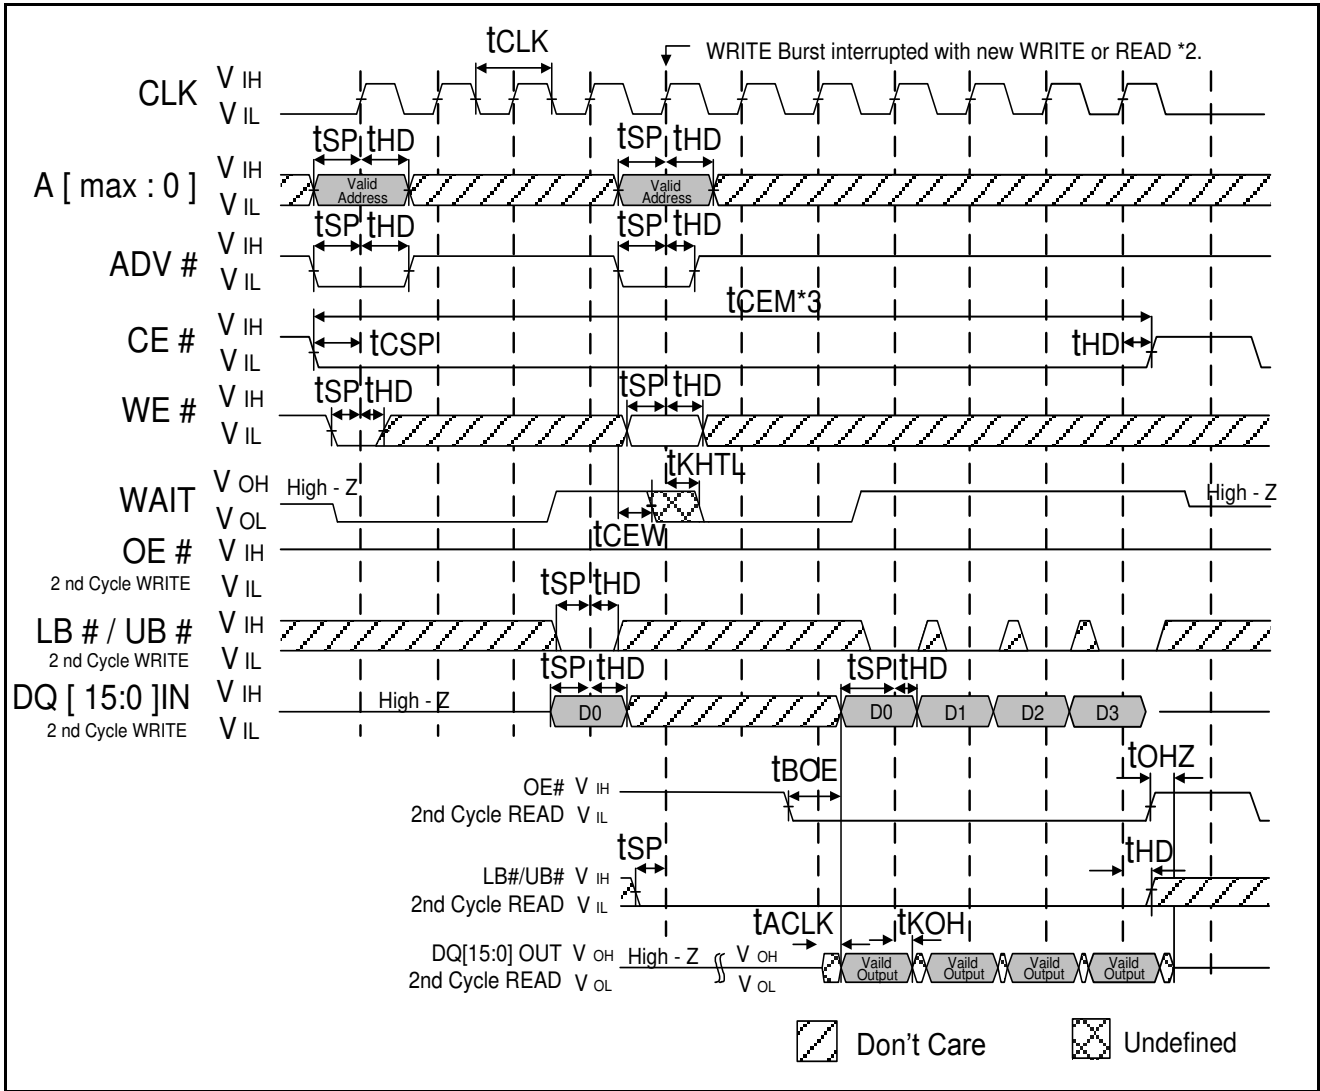 tCLK
WRITE Burst interrupted with new WRITE or READ *2.
CLK V IH
V IL
tSP tHD tSP tHD
A [ max : 0 ] V IH
Valid Address Valid Address
V IL
tSP tHD tSP tHD
ADV # V IH
V IL
tCEM*3
CE # V IH
tCSP tHD
V IL
tSP tHD tSP tHD
WE # V IH
V IL
tKHTL
WAIT V OH High - Z High - Z
V OL
tCEW
OE # V IH
2 nd Cycle WRITE V IL
tSP tHD
LB # / UB # V IH
2 nd Cycle WRITE V IL
tSP tHD tSP tHD
DQ [ 15:0 ]IN V IH
High - Z D0 D0 D1 D2 D3
2 nd Cycle WRITE V IL
tBOE tOHZ
OE# V IH
2nd Cycle READ V IL
tSP tHD
LB#/UB# V IH
2nd Cycle READ V IL
tACLK tKOH
DQ[15:0] OUT V OH High - Z V OH
Vaild Output Vaild Output Vaild Output Vaild Output
2nd Cycle READ V OL V OL
Don't Care Undefined